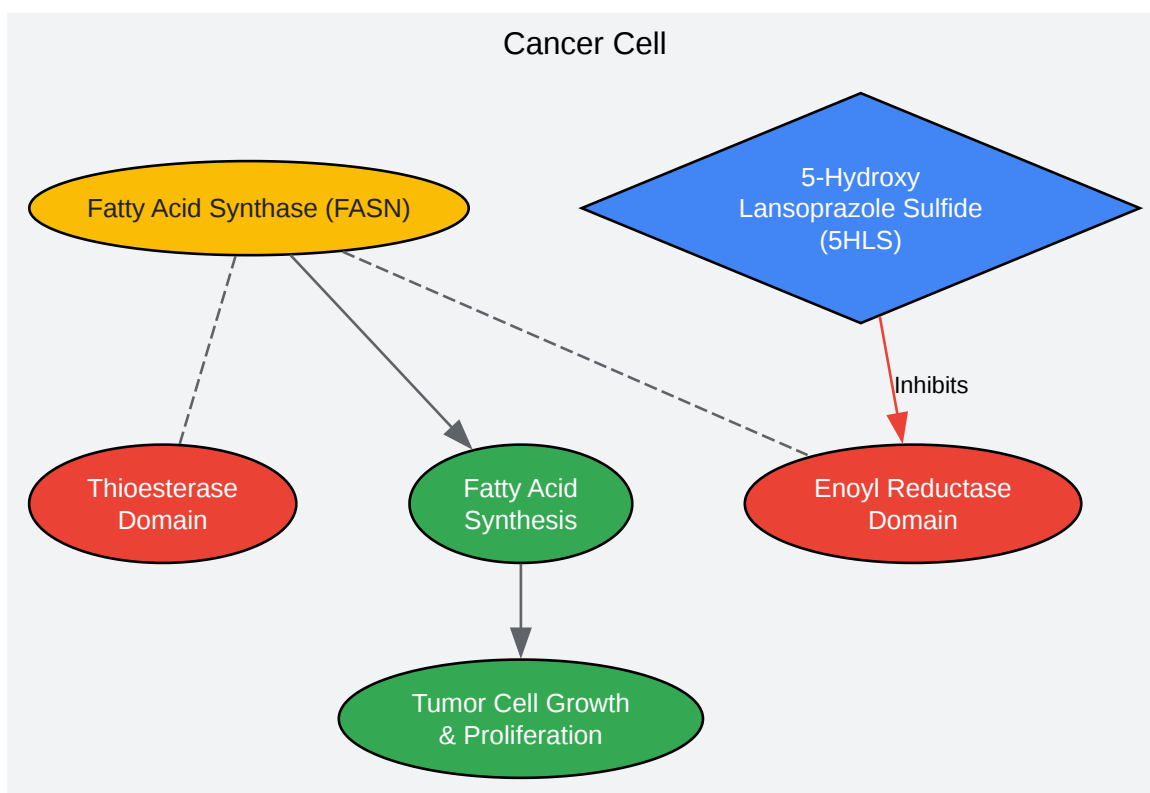 Cancer Cell
Fatty Acid Synthase (FASN)
5-Hydroxy
Lansoprazole Sulfide
(5HLS)
Inhibits
Thioesterase
Domain
Fatty Acid
Synthesis
Enoyl Reductase
Domain
Tumor Cell Growth
& Proliferation